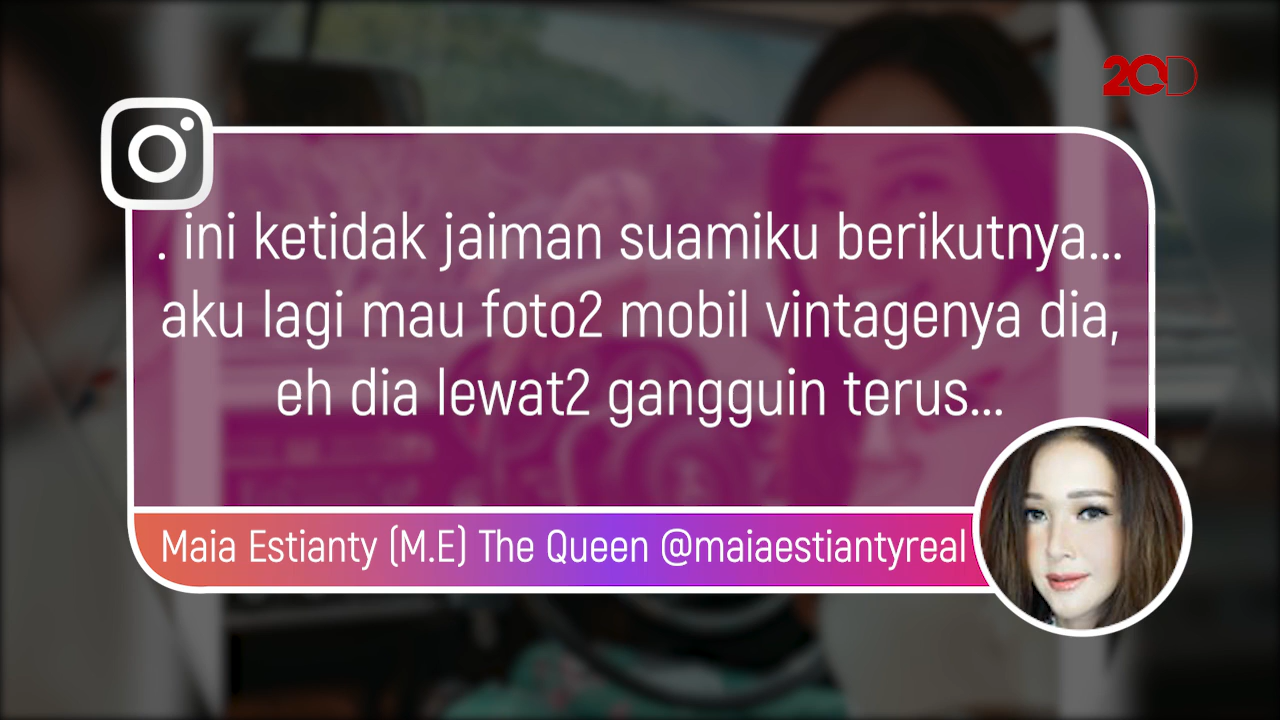 20D
. ini ketidak jaiman suamiku berikutnya...
aku lagi mau foto2 mobil vintagenya dia,
eh dia lewat2 gangguin terus...
Maia Estianty (M.E) The Queen @maiaestiantyreal